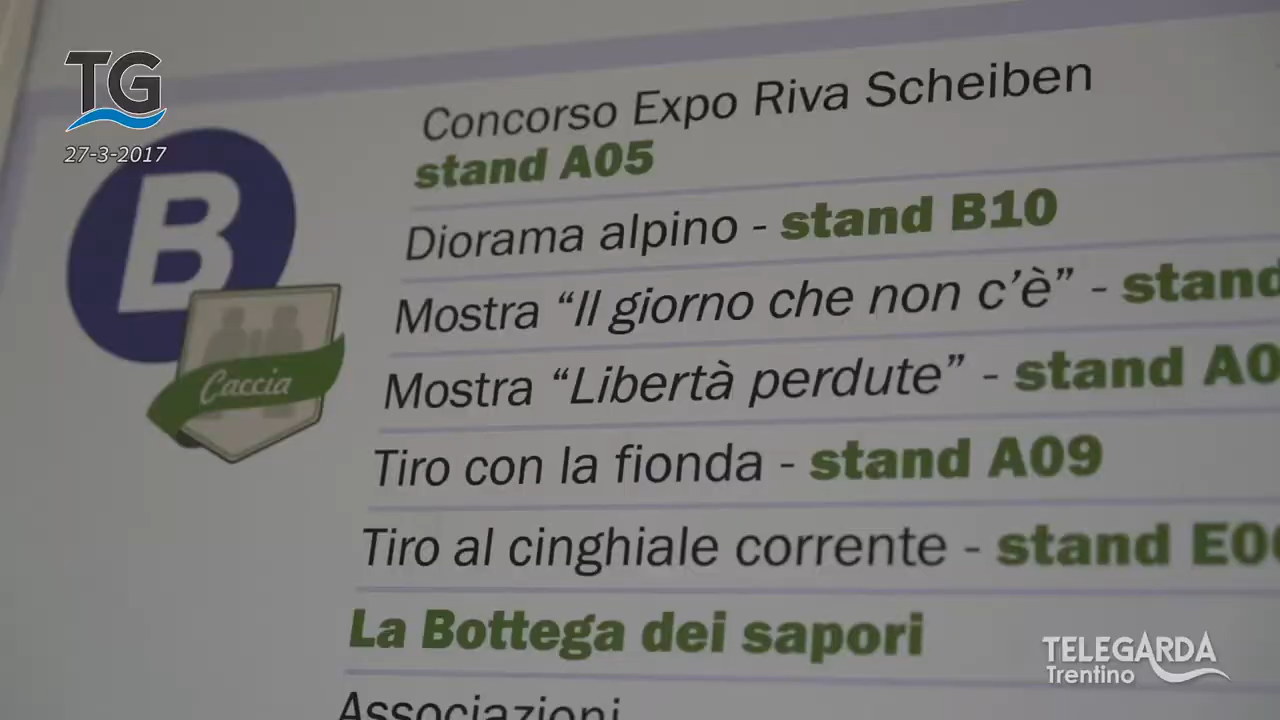 TG
27-3-2017
B
Caccia
Concorso Expo Riva Scheiben
stand A05
Diorama alpino - stand B10
Mostra “Il giorno che non c’è” - stand
Mostra “Libertà perdute” - stand
Tiro con la fionda - stand A09
Tiro al cinghiale corrente - stand
La Bottega dei sapori
Associazioni
TELEGARDA
Trentino